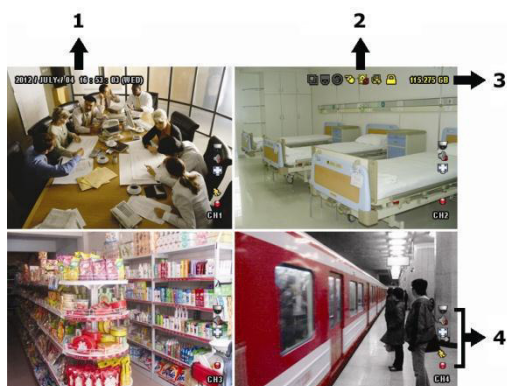 1
2
2012 / JULY / 04 16 : 53 : 03 (WED)
115.275 GB
3
CH1
CH2
CH3
CH4
4